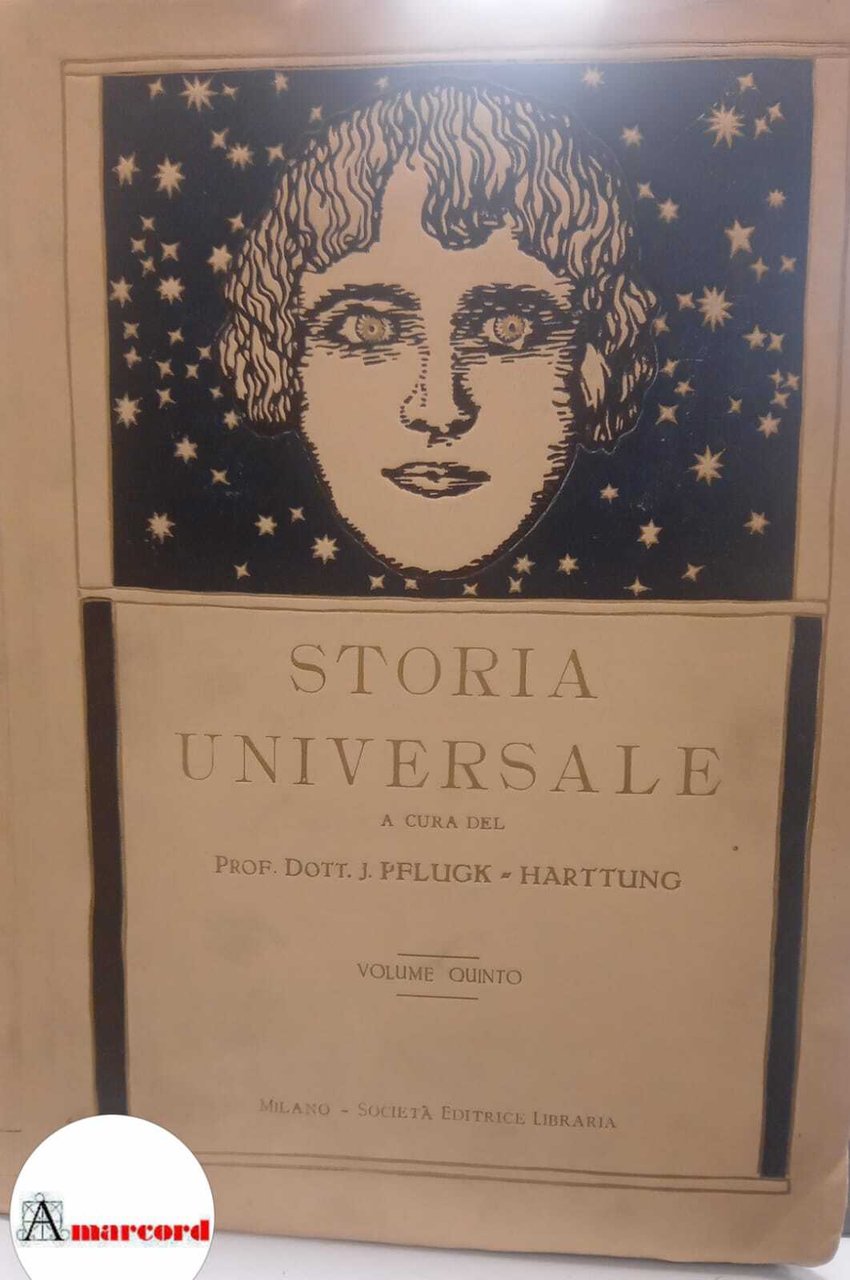 STORIA
UNIVERSALE
A CURA DEL
PROF. DOTT. J. PFLUGK - HARTTUNG
VOLUME QUINTO
MILANO - SOCIETÀ EDITRICE LIBRARIA
Amarcord